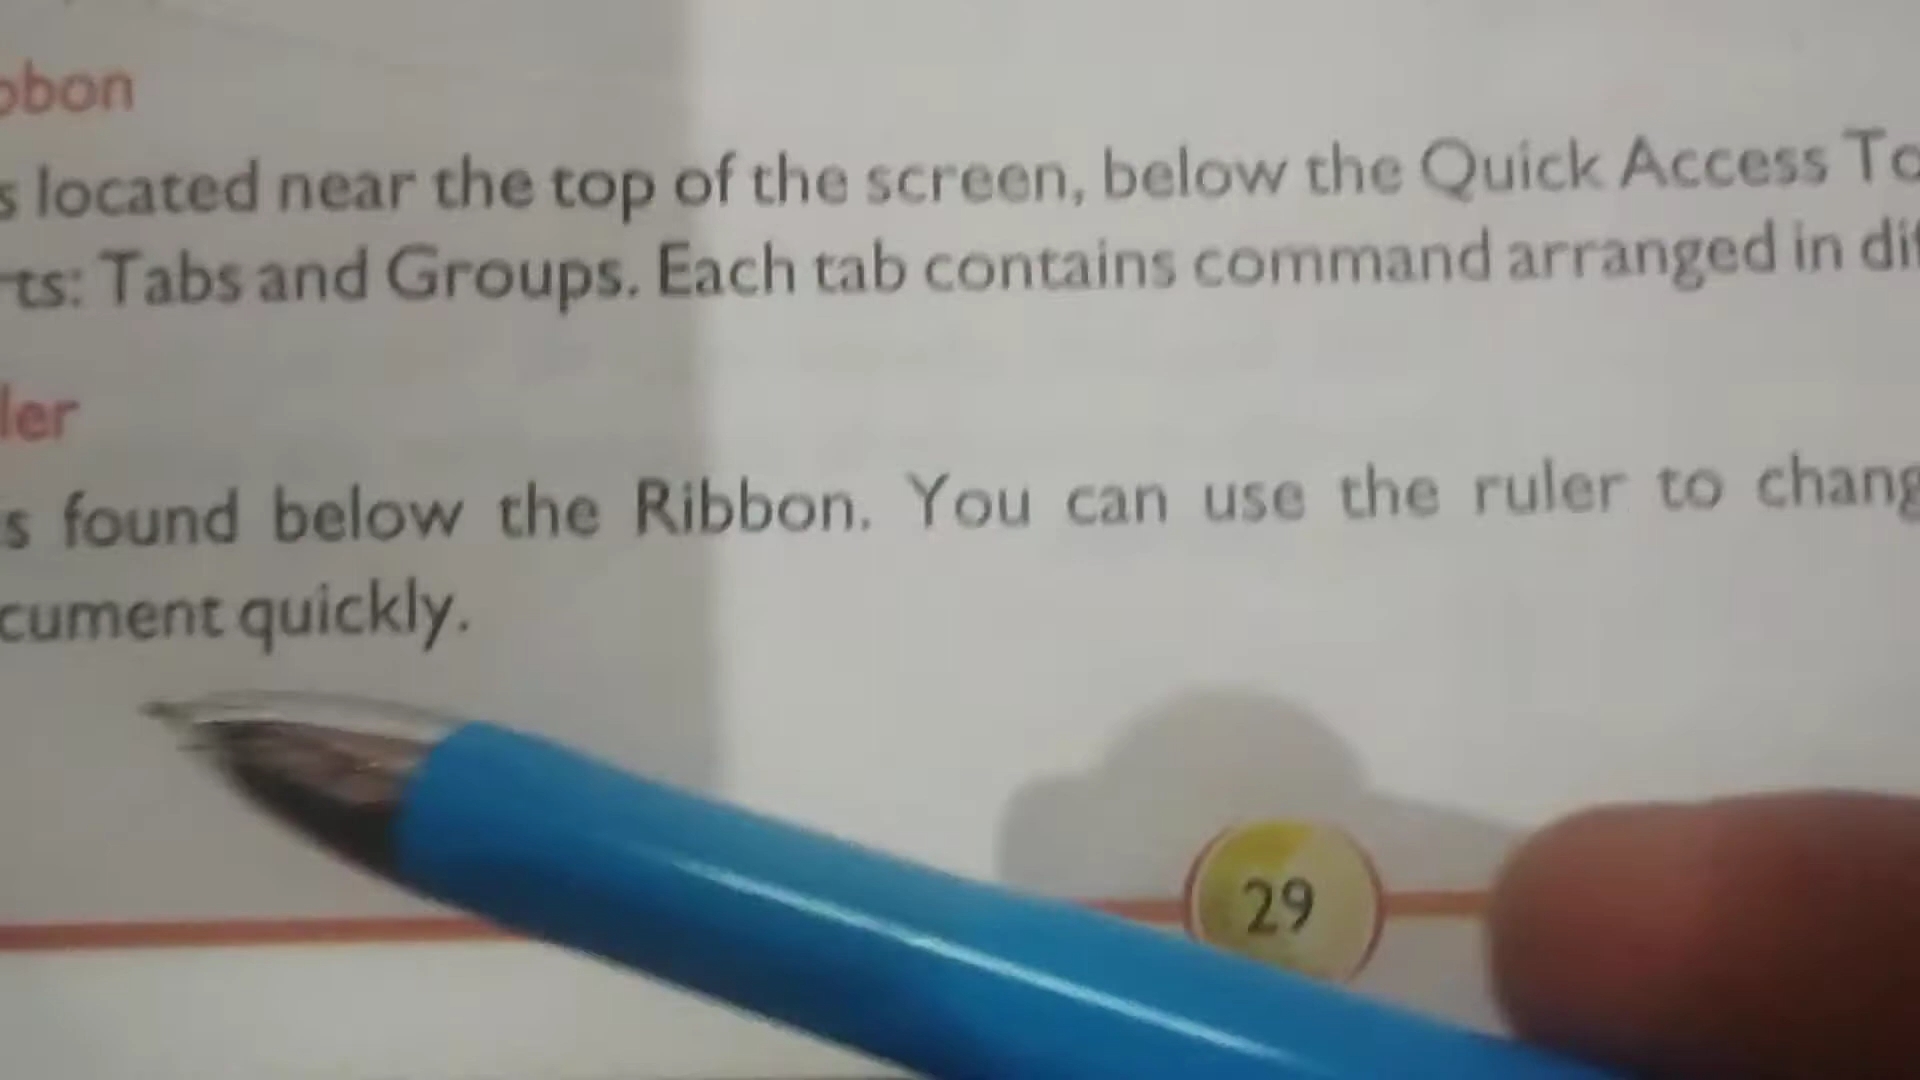 bbon
s located near the top of the screen, below the Quick Access To
rts: Tabs and Groups. Each tab contains command arranged in dif
ler
s found below the Ribbon. You can use the ruler to chang
cument quickly.
29